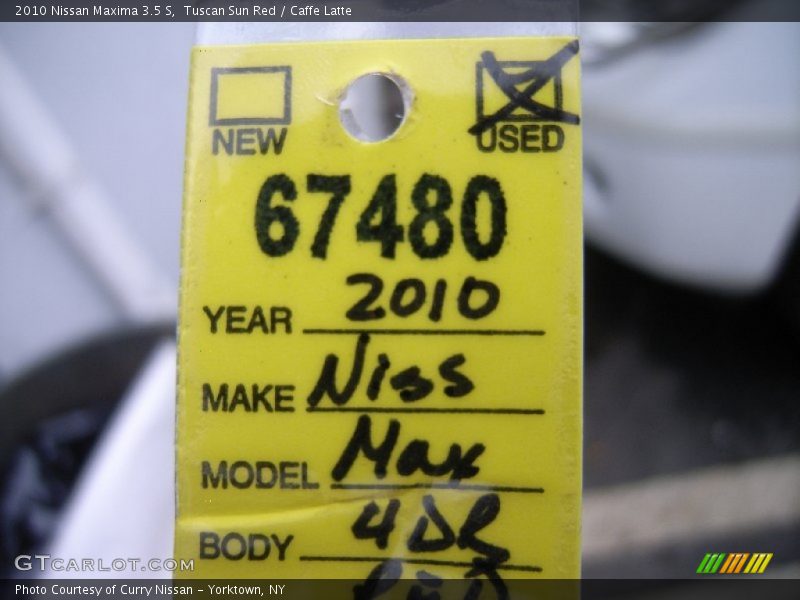 2010 Nissan Maxima 3.5 S, Tuscan Sun Red / Caffe Latte
NEW USED
67480
YEAR 2010
MAKE Niss
MODEL Max
BODY 4DR
GTCARLOT.COM
Photo Courtesy of Curry Nissan - Yorktown, NY